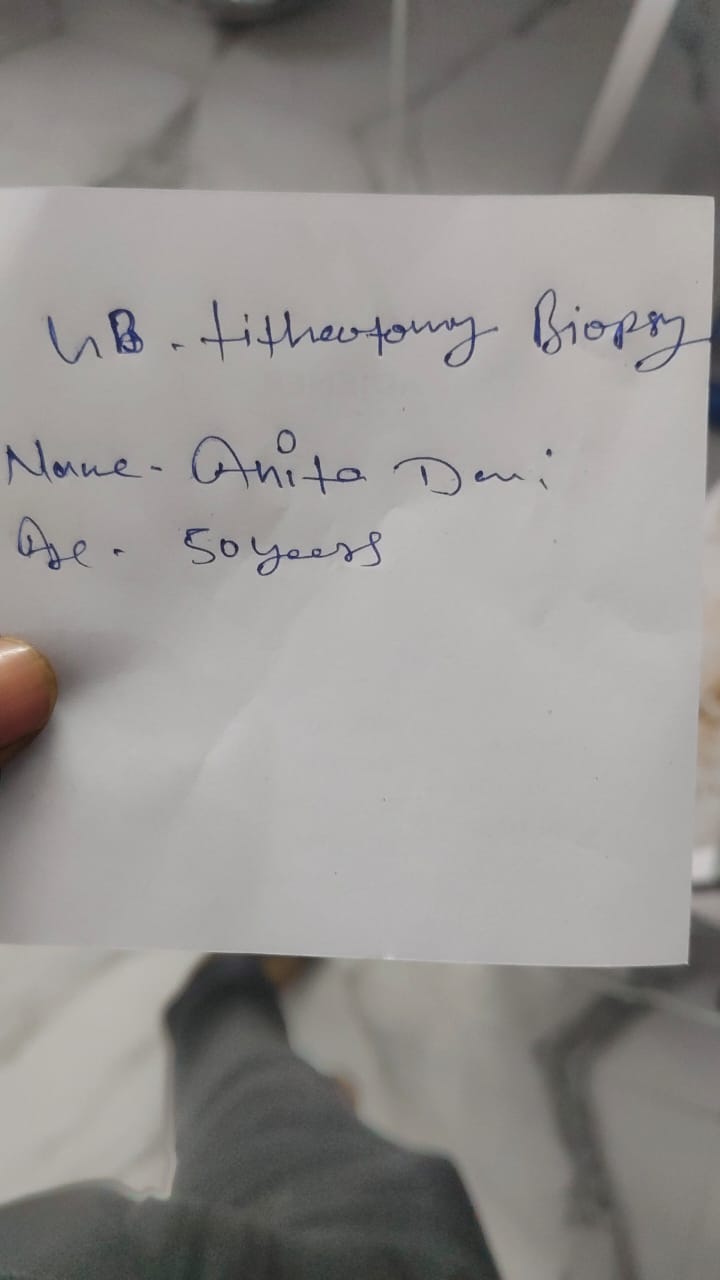 UB - Lithotomy Biopsy
Name - Anita Devi
Age - 50 years